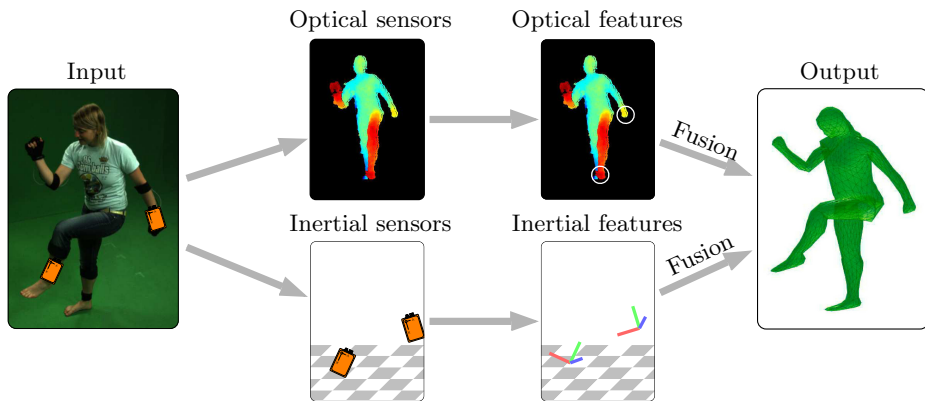 Input
Optical sensors
Optical features
Output
Fusion
Inertial sensors
Inertial features
Fusion